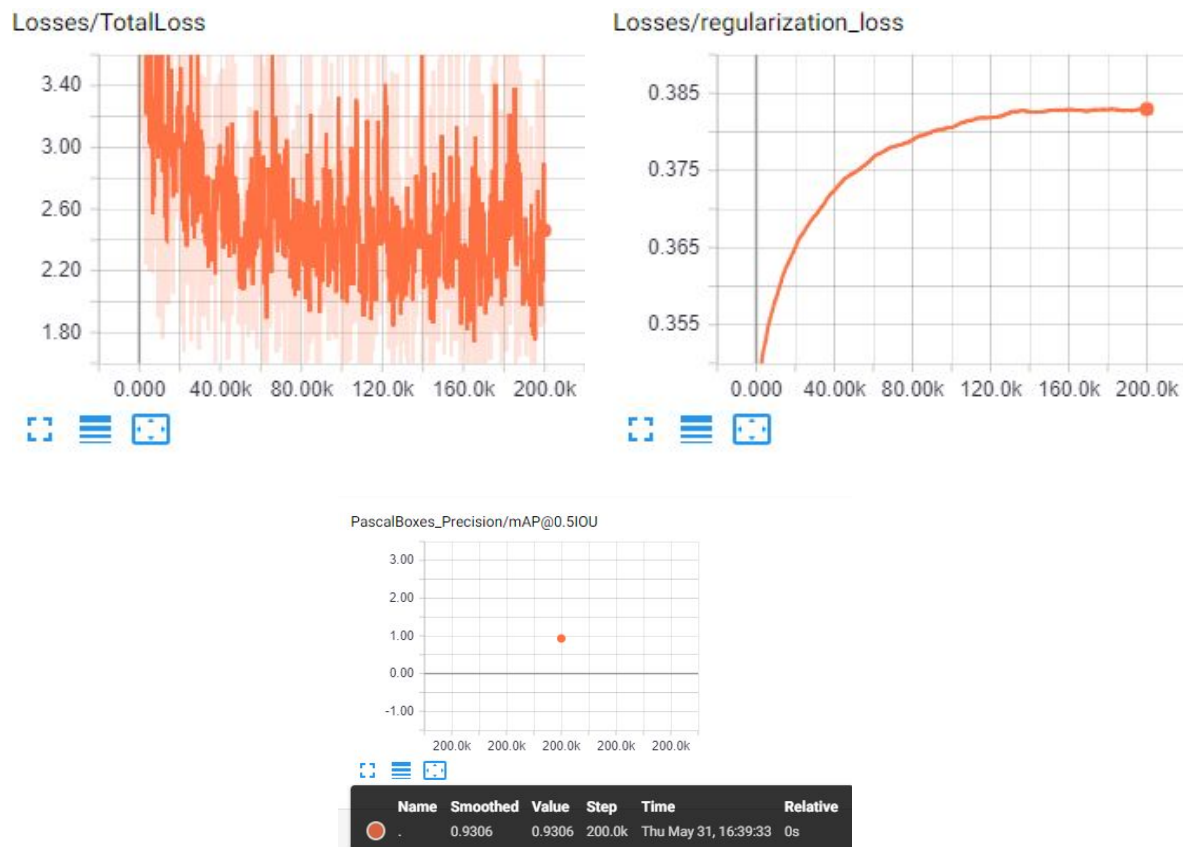 Losses/TotalLoss
3.40
3.00
2.60
2.20
1.80
0.000 40.00k 80.00k 120.0k 160.0k 200.0k
Losses/regularization_loss
0.385
0.375
0.365
0.355
0.000 40.00k 80.00k 120.0k 160.0k 200.0k
PascalBoxes_Precision/mAP@0.5IOU
3.00
2.00
1.00
0.00
-1.00
200.0k 200.0k 200.0k 200.0k 200.0k
Name Smoothed Value Step Time Relative
. 0.9306 0.9306 200.0k Thu May 31, 16:39:33 0s